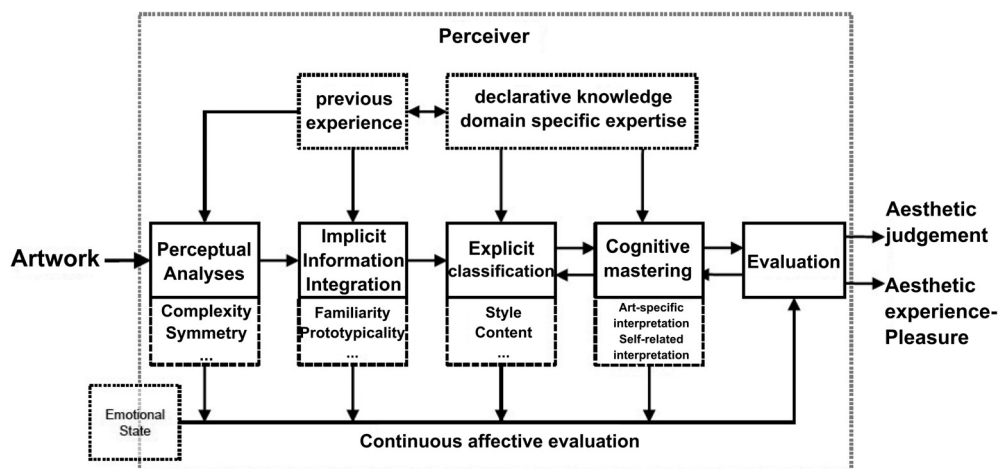 Perceiver
previous
experience
declarative knowledge
domain specific expertise
Artwork
Perceptual
Analyses
Complexity
Symmetry
...
Implicit
Information
Integration
Familiarity
Prototypicality
...
Explicit
classification
Style
Content
...
Cognitive
mastering
Art-specific
interpretation
Self-related
interpretation
Evaluation
Aesthetic
judgement
Aesthetic
experience-
Pleasure
Emotional
State
Continuous affective evaluation